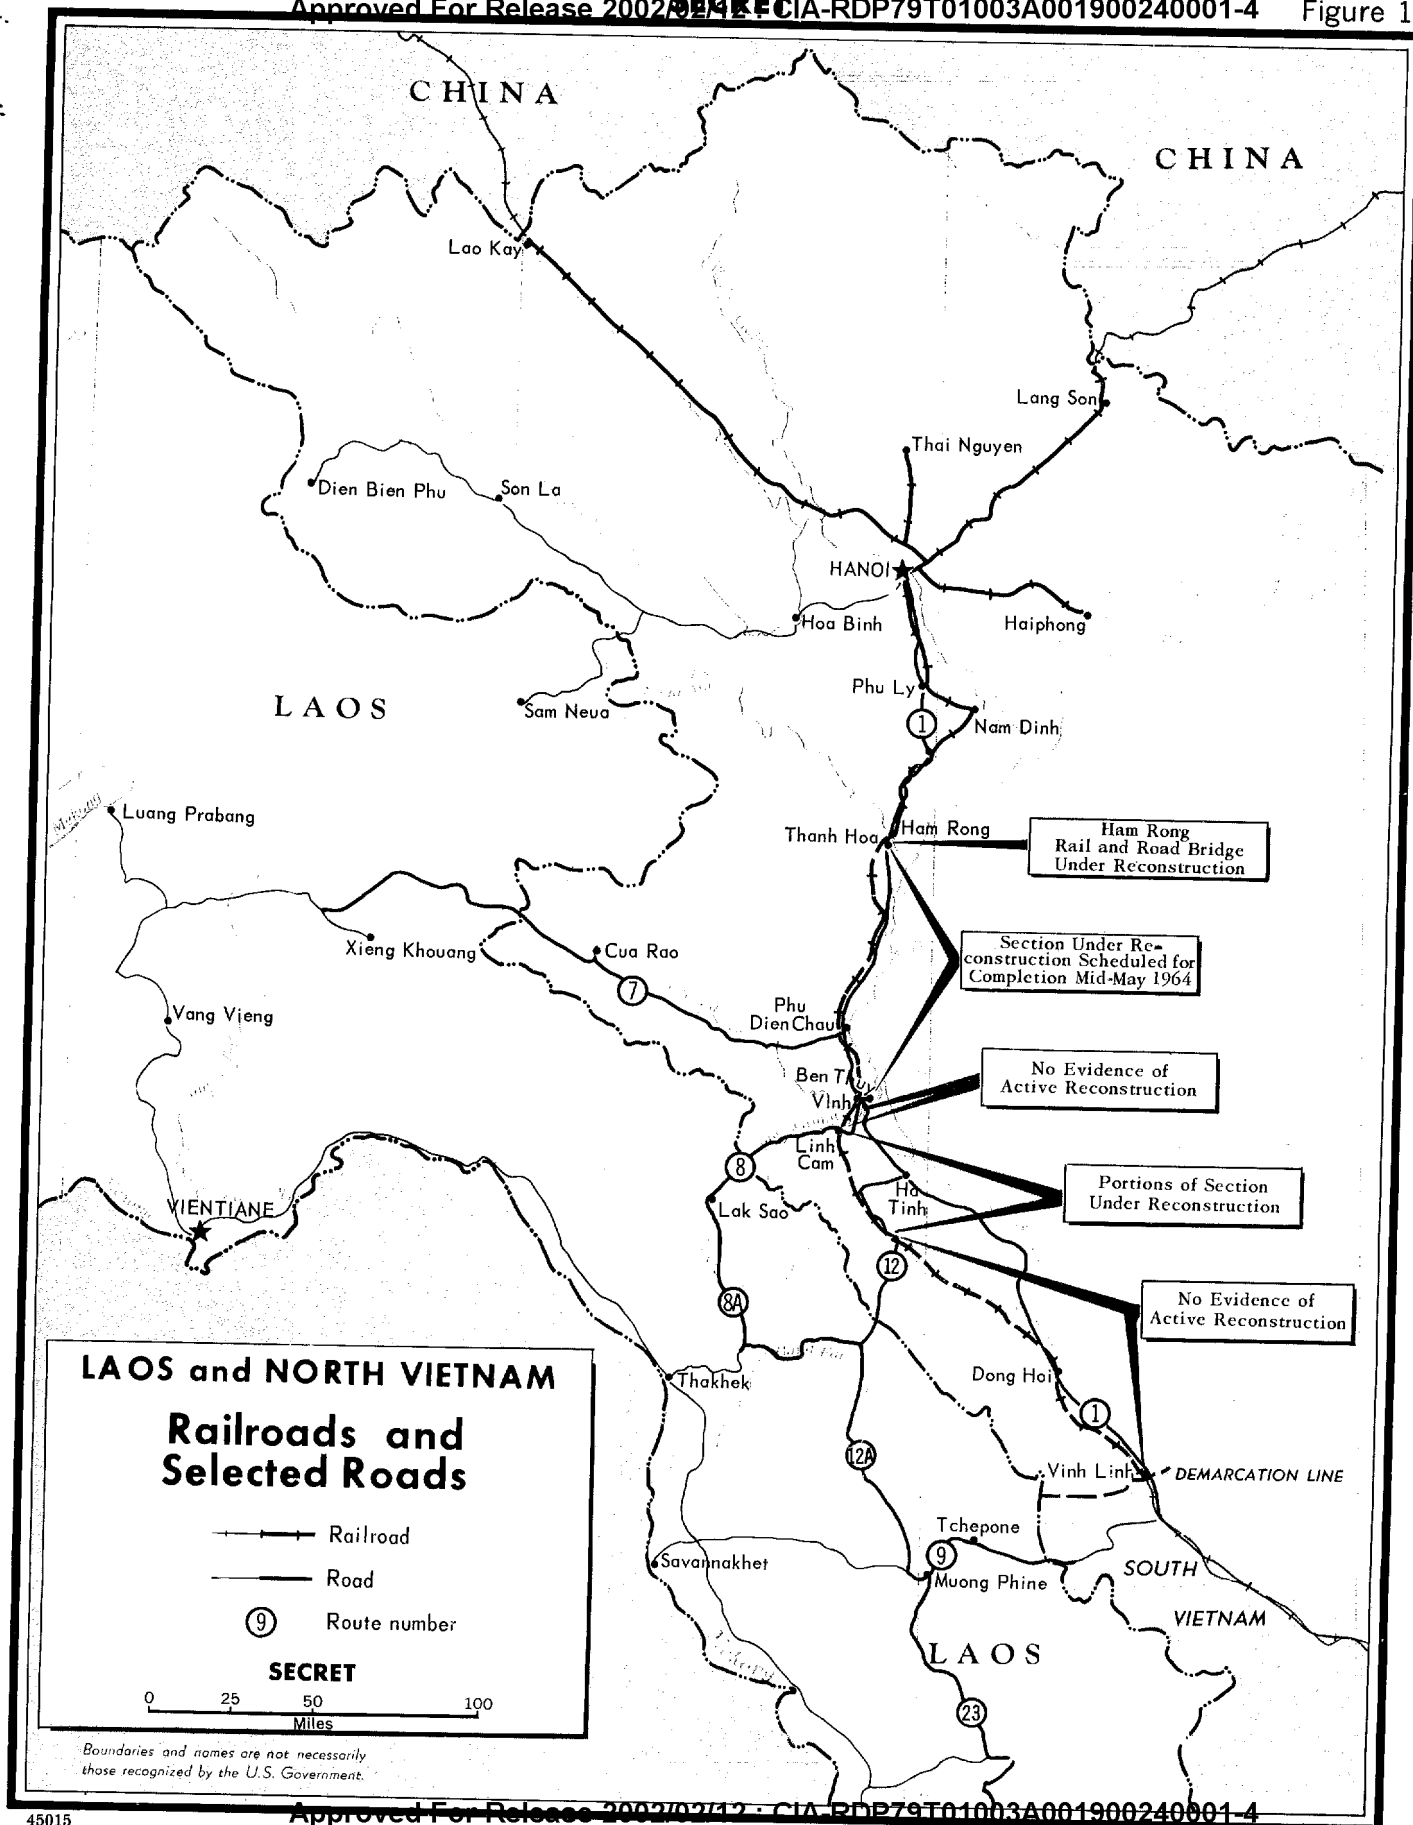 Approved For Release 2002/02/12 : CIA-RDP79T01003A001900240001-4
Figure 1
CHINA
CHINA
Lao Kay
Lang Son
Thai Nguyen
Dien Bien Phu
Son La
HANOI
Hoa Binh
Haiphong
Phu Ly
LAOS
Sam Neua
1
Nam Dinh
Mekong
Luang Prabang
Thanh Hoa
Ham Rong
Ham Rong
Rail and Road Bridge
Under Reconstruction
Xieng Khouang
Cua Rao
Section Under Re-
construction Scheduled for
Completion Mid-May 1964
7
Vang Vieng
Phu
Dien Chau
Ben Thuy
Vinh
No Evidence of
Active Reconstruction
Linh
Cam
8
Portions of Section
Under Reconstruction
VIENTIANE
Lak Sao
Ha
Tinh
12
8A
No Evidence of
Active Reconstruction
LAOS and NORTH VIETNAM
Railroads and
Selected Roads
Thakhek
Dong Hoi
1
12A
Vinh Linh
DEMARCATION LINE
Railroad
Road
9 Route number
Tchepone
9
Savannakhet
Muong Phine
SOUTH
VIETNAM
LAOS
SECRET
0 25 50 100
Miles
23
Boundaries and names are not necessarily
those recognized by the U.S. Government.
Approved For Release 2002/02/12 : CIA-RDP79T01003A001900240001-4
45015